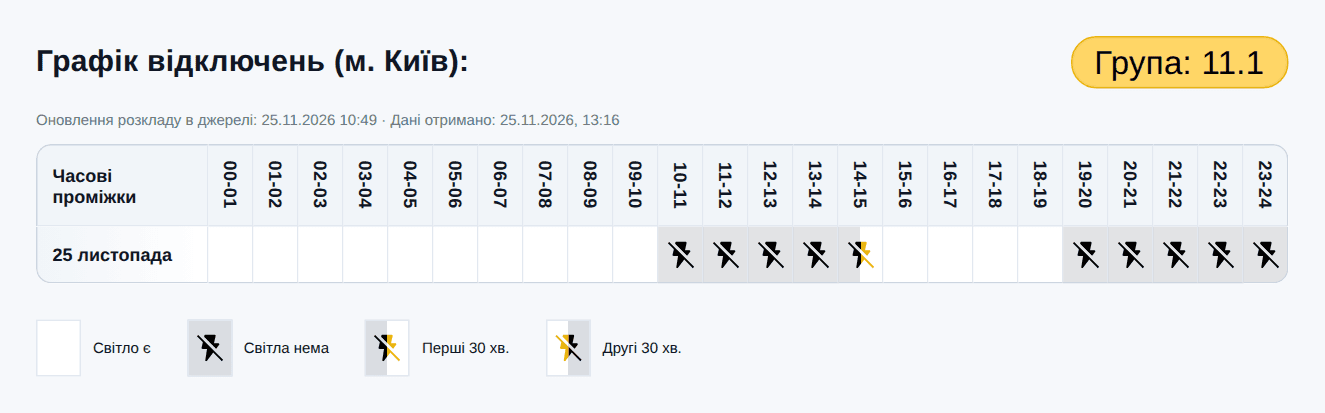 Графік відключень (м. Київ):
Група: 11.1
Оновлення розкладу в джерелі: 25.11.2026 10:49 · Дані отримано: 25.11.2026, 13:16
Часові
проміжки
00-01
01-02
02-03
03-04
04-05
05-06
06-07
07-08
08-09
09-10
10-11
11-12
12-13
13-14
14-15
15-16
16-17
17-18
18-19
19-20
20-21
21-22
22-23
23-24
25 листопада
Світло є
Світла нема
Перші 30 хв.
Другі 30 хв.